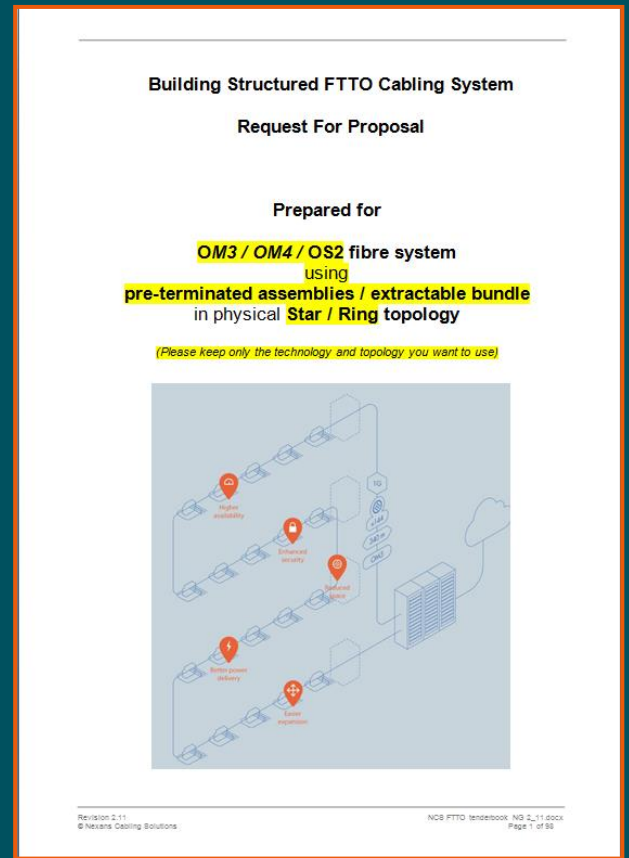 Building Structured FTTO Cabling System
Request For Proposal
Prepared for
OM3 / OM4 / OS2 fibre system
using
pre-terminated assemblies / extractable bundle
in physical Star / Ring topology
(Please keep only the technology and topology you want to use)
Higher
availability
Enhanced
security
Reduced
space
Better power
delivery
Easier
expansion
Revision 2.11
© Nexans Cabling Solutions
NCS FTTO tenderbook NG 2_11.docx
Page 1 of 98